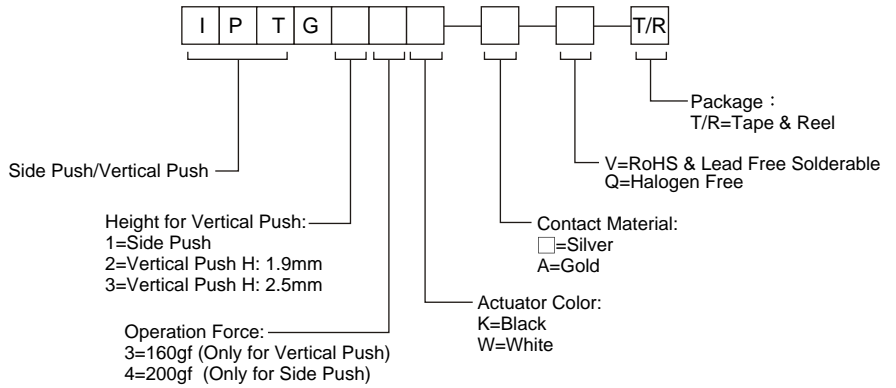 I P T G - - T/R
Package：
T/R=Tape & Reel
V=RoHS & Lead Free Solderable
Q=Halogen Free
Side Push/Vertical Push
Height for Vertical Push:
1=Side Push
2=Vertical Push H: 1.9mm
3=Vertical Push H: 2.5mm
Contact Material:
□=Silver
A=Gold
Actuator Color:
K=Black
W=White
Operation Force:
3=160gf (Only for Vertical Push)
4=200gf (Only for Side Push)